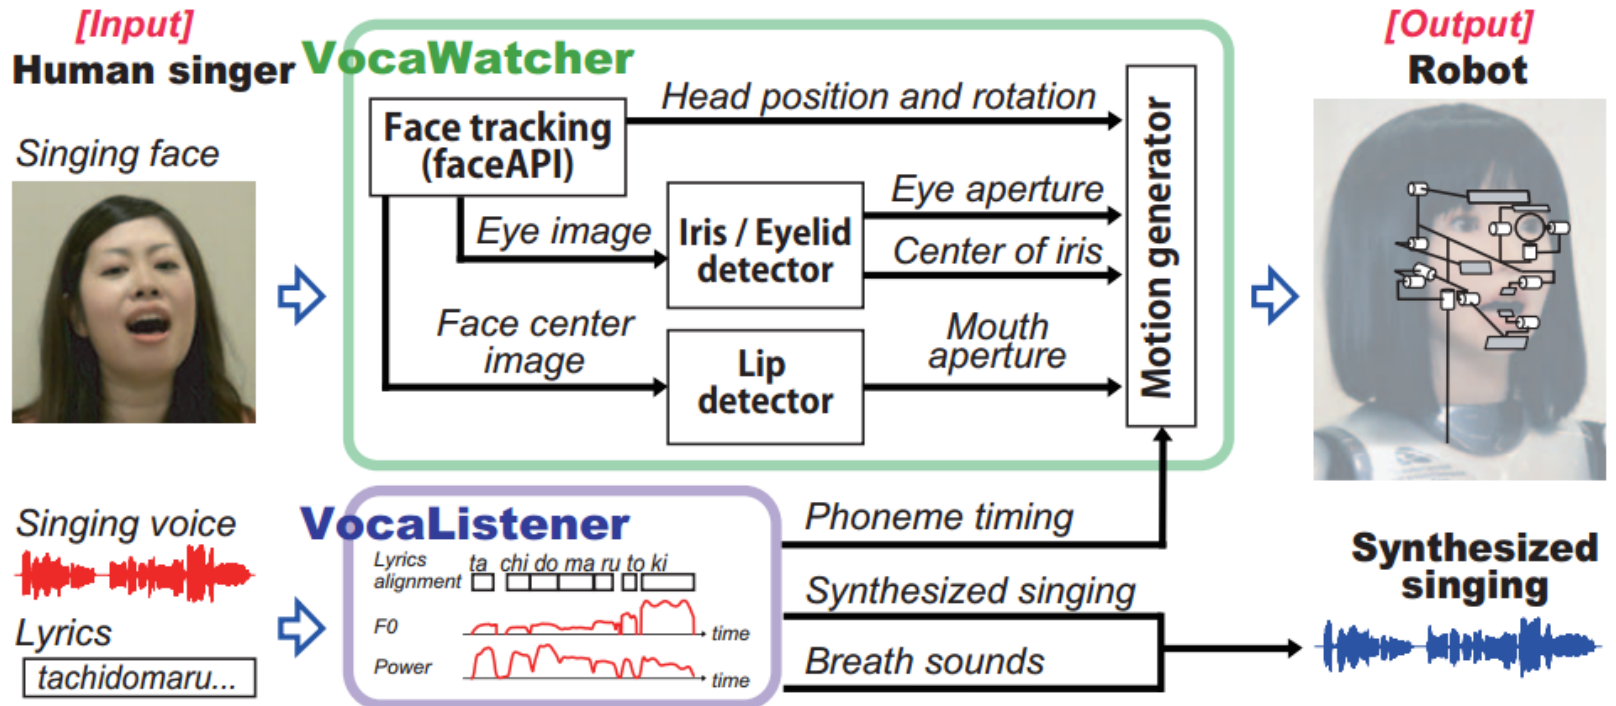 [Input]
Human singer
Singing face
Singing voice
Lyrics
tachidomaru...
VocaWatcher
Face tracking
(faceAPI)
Head position and rotation
Eye image
Iris / Eyelid
detector
Eye aperture
Center of iris
Face center
image
Lip
detector
Mouth
aperture
Motion generator
VocaListener
Lyrics
alignment
ta chi do ma ru to ki
F0
time
Power
time
Phoneme timing
Synthesized singing
Breath sounds
[Output]
Robot
Synthesized
singing